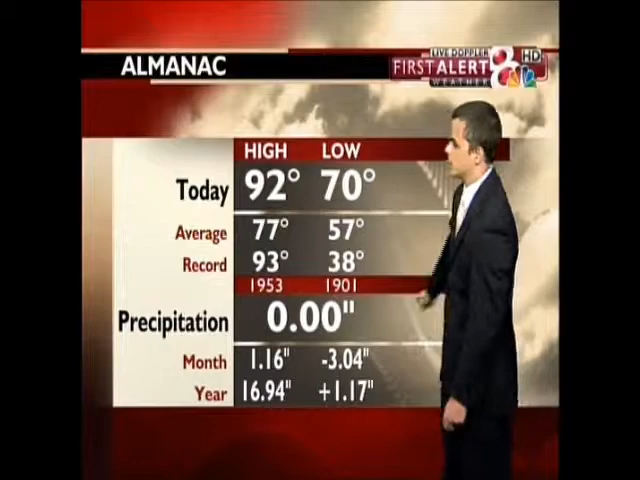 ALMANAC
LIVE DOPPLER
FIRST ALERT 8 HD
WEATHER
HIGH LOW
Today 92° 70°
Average 77° 57°
Record 93° 38°
1953 1901
Precipitation 0.00"
Month 1.16" -3.04"
Year 16.94" +1.17"